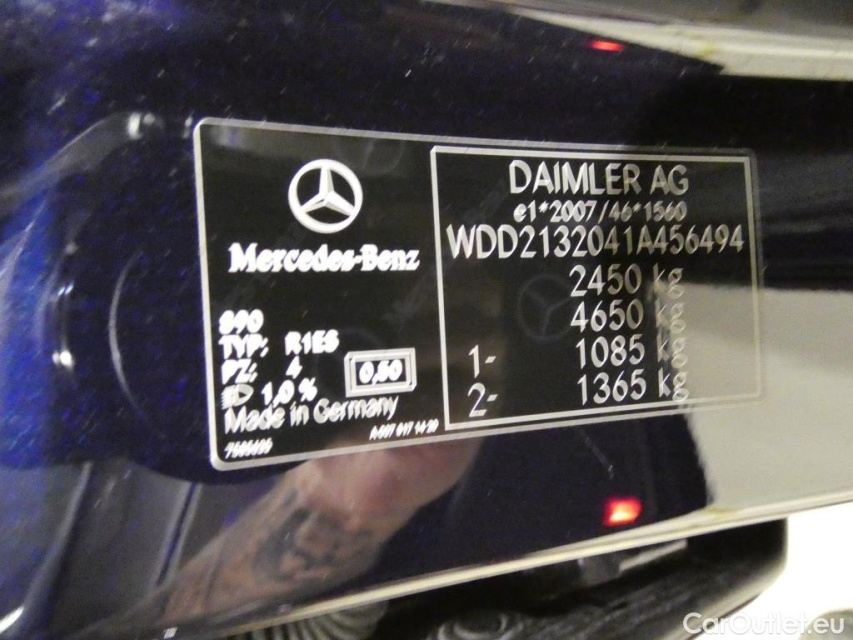 Mercedes-Benz
890
TYP: R1ES
PZ: 4
1,0 %
0,60
Made in Germany
DAIMLER AG
e1*2007/46*1560
WDD2132041A456494
2450 kg
4650 kg
1- 1085 kg
2- 1365 kg
CarOutlet.eu